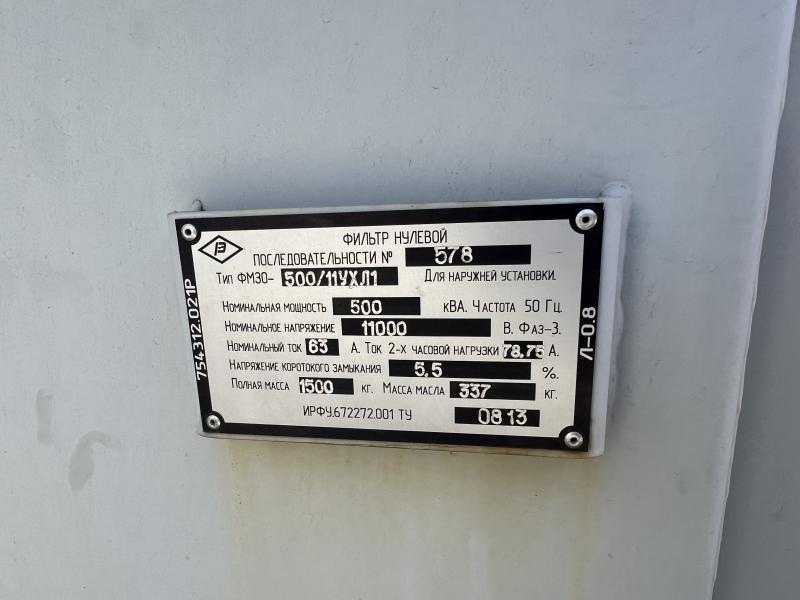 ФИЛЬТР НУЛЕВОЙ
ПОСЛЕДОВАТЕЛЬНОСТИ № 578
Тип ФМЗО- 500/11УХЛ1 Для наружней установки.
Номинальная мощность 500 кВА. Частота 50 Гц.
Номинальное напряжение 11000 В. Фаз-3.
Номинальный ток 63 А. Ток 2-х часовой нагрузки 78,75 А.
Напряжение коротокого замыкания 5,5 %.
Полная масса 1500 кг. Масса масла 337 кг.
ИРФУ.672272.001 ТУ 0813
754312.021Р
Л-0.8